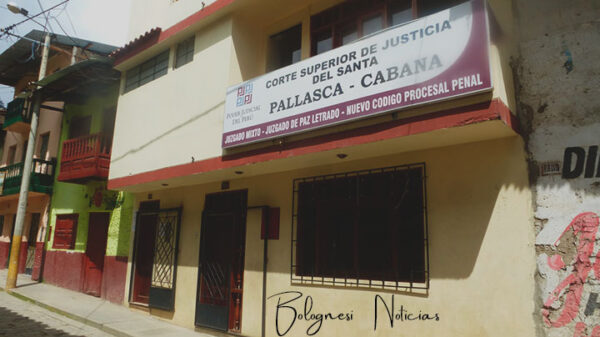 CORTE SUPERIOR DE JUSTICIA
DEL SANTA
PODER JUDICIAL
DEL PERÚ
PALLASCA - CABANA
JUZGADO MIXTO - JUZGADO DE PAZ LETRADO - NUEVO CODIGO PROCESAL PENAL
DIN
Bolognesi Noticias